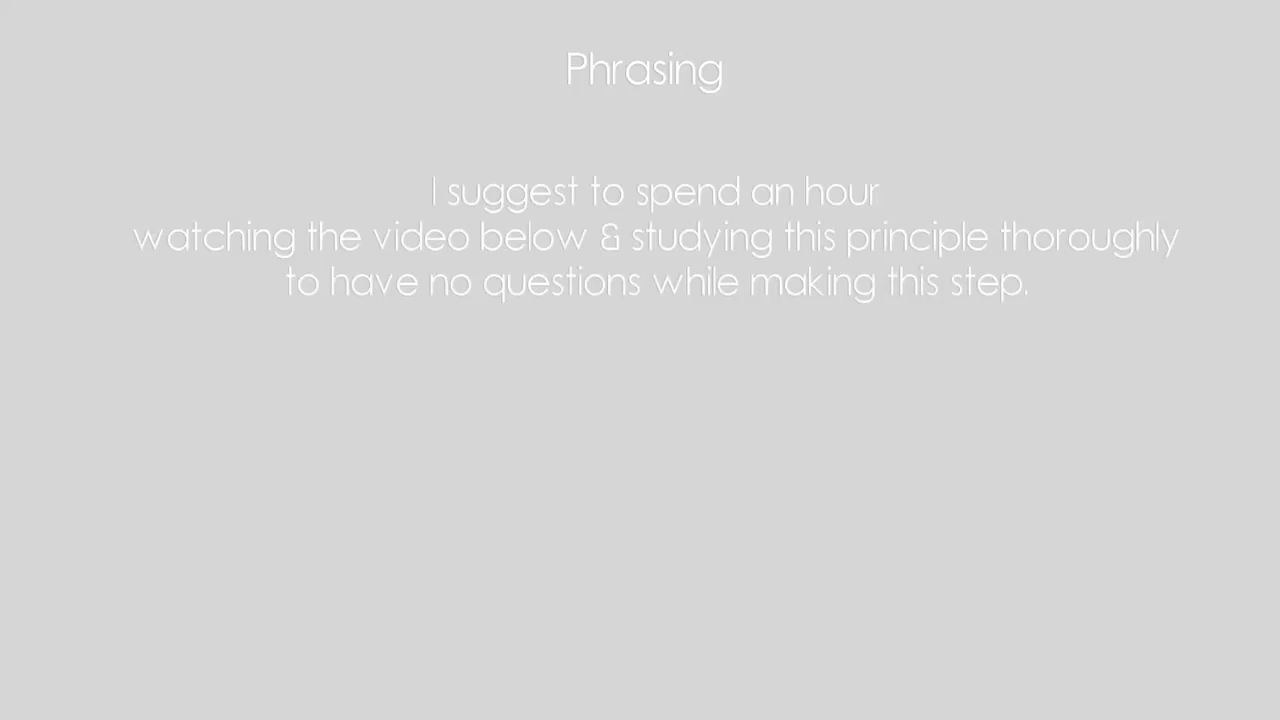 Phrasing
I suggest to spend an hour
watching the video below & studying this principle thoroughly
to have no questions while making this step.